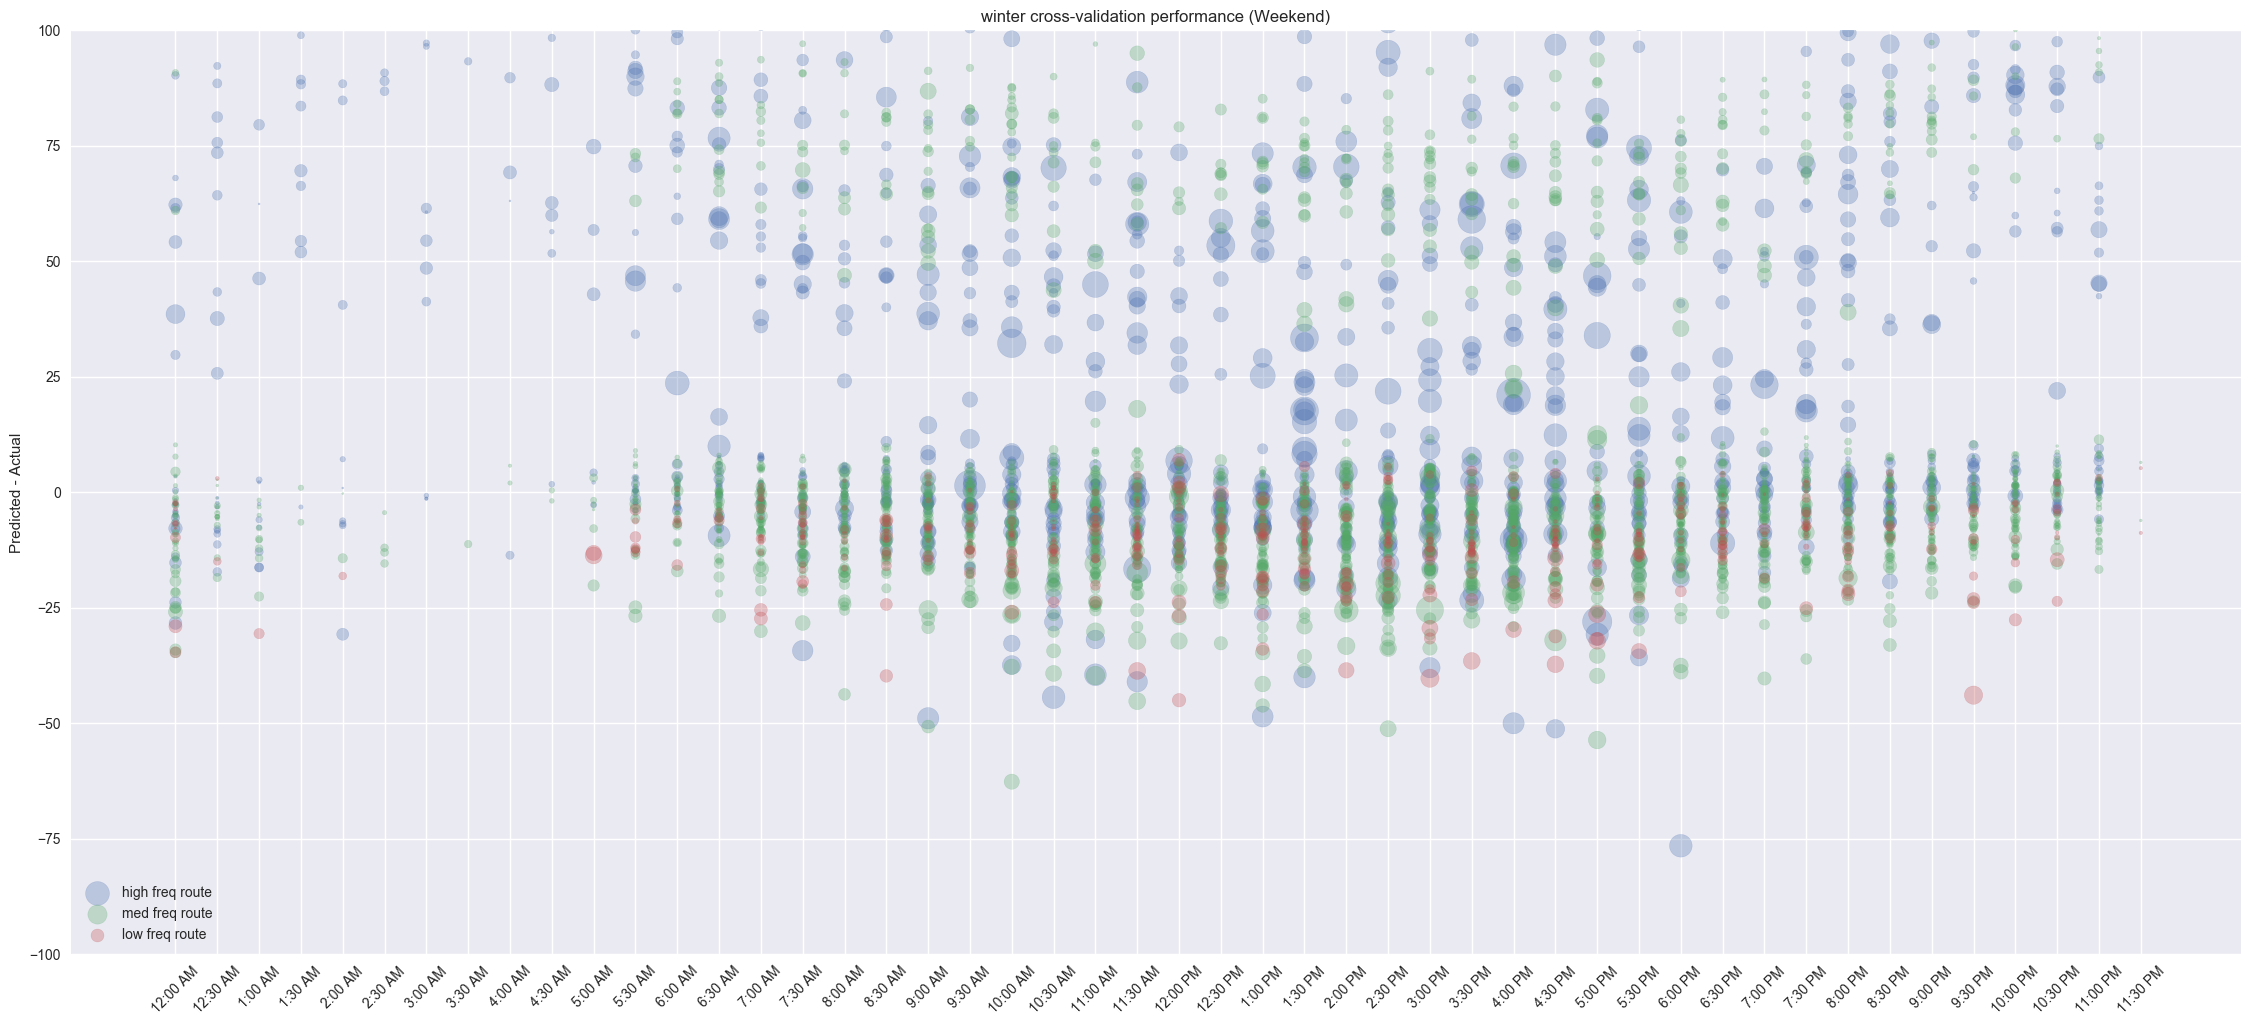 winter cross-validation performance (Weekend)
100
75
50
25
0
−25
−50
−75
−100
Predicted - Actual
high freq route
med freq route
low freq route
12:00 AM
12:30 AM
1:00 AM
1:30 AM
2:00 AM
2:30 AM
3:00 AM
3:30 AM
4:00 AM
4:30 AM
5:00 AM
5:30 AM
6:00 AM
6:30 AM
7:00 AM
7:30 AM
8:00 AM
8:30 AM
9:00 AM
9:30 AM
10:00 AM
10:30 AM
11:00 AM
11:30 AM
12:00 PM
12:30 PM
1:00 PM
1:30 PM
2:00 PM
2:30 PM
3:00 PM
3:30 PM
4:00 PM
4:30 PM
5:00 PM
5:30 PM
6:00 PM
6:30 PM
7:00 PM
7:30 PM
8:00 PM
8:30 PM
9:00 PM
9:30 PM
10:00 PM
10:30 PM
11:00 PM
11:30 PM